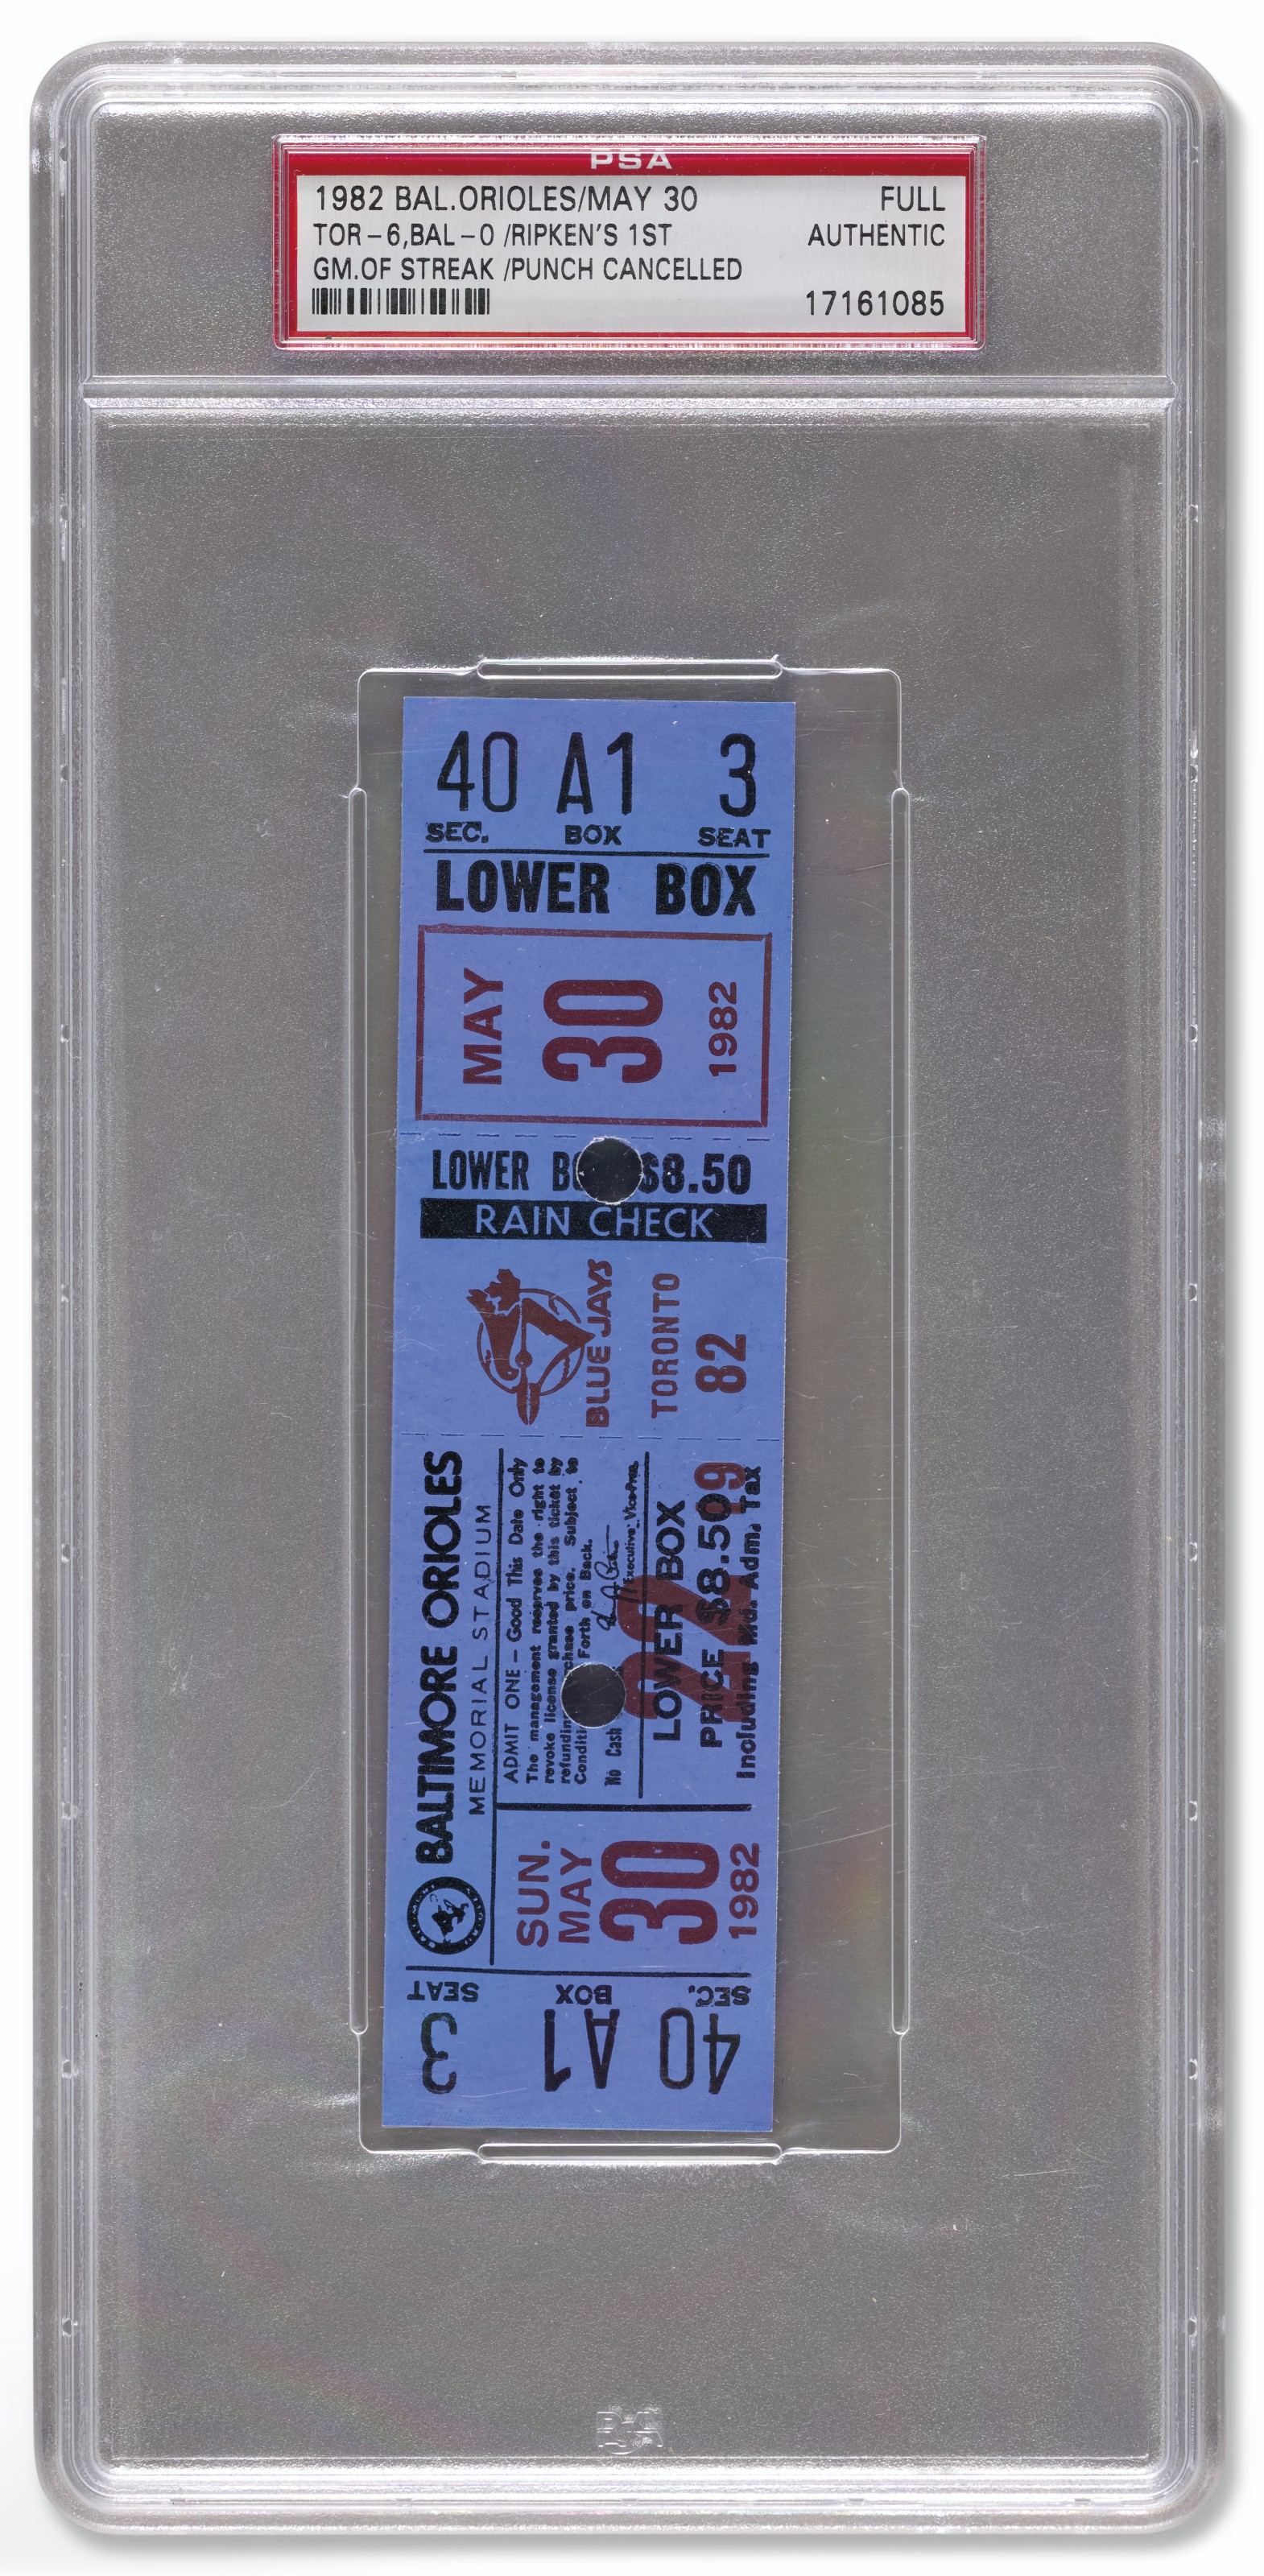 PSA
1982 BAL.ORIOLES/MAY 30 FULL
TOR-6,BAL-0 /RIPKEN'S 1ST AUTHENTIC
GM.OF STREAK /PUNCH CANCELLED
17161085
40 A1 3
SEC. BOX SEAT
LOWER BOX
MAY
30
1982
LOWER BO $8.50
RAIN CHECK
BLUE JAYS
TORONTO
82
BALTIMORE ORIOLES
MEMORIAL STADIUM
ADMIT ONE – Good This Date Only
The management reserves the right to
revoke license granted by this ticket by
refunding purchase price. Subject to
Forth on Back.
No Cash
Executive Vice-Pres.
LOWER BOX
PRICE $8.50
Including Md. Adm. Tax
22
19
SUN.
MAY
30
1982
SEC. BOX SEAT
40 A1 3
PSA